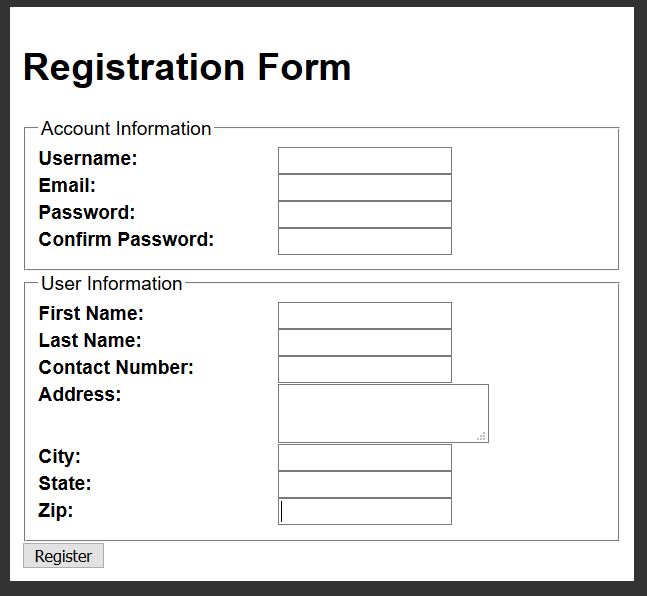 Registration Form
Account Information
Username:
Email:
Password:
Confirm Password:
User Information
First Name:
Last Name:
Contact Number:
Address:
City:
State:
Zip:
Register